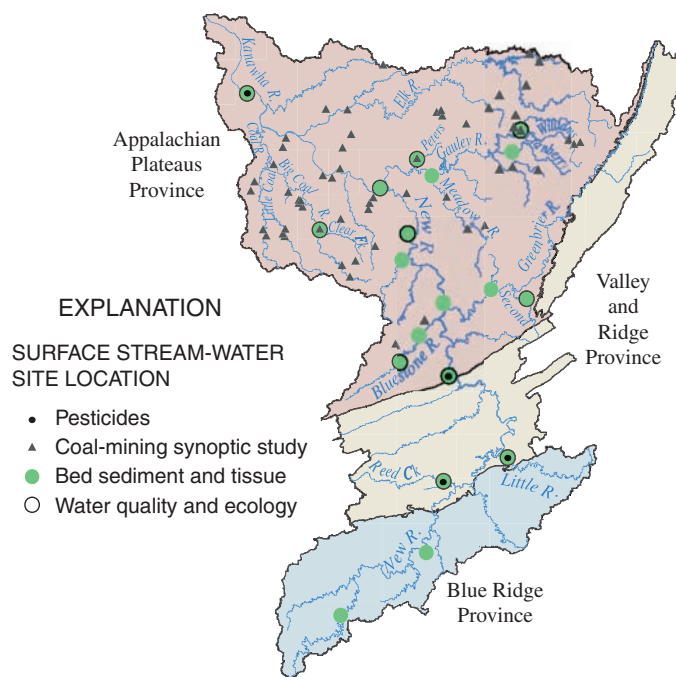 Kanawha R.
Elk R.
Coal R.
Peters
Gauley R.
Appalachian
Plateaus
Province
Big Coal
R.
Little Coal
Clear Fk.
Meadow R.
New R.
Greenbrier R.
Second
Valley
and
Ridge
Province
EXPLANATION
SURFACE STREAM-WATER
SITE LOCATION
Pesticides
Coal-mining synoptic study
Bed sediment and tissue
Water quality and ecology
Bluestone R.
Reed Ck
Little R.
New R.
Blue Ridge
Province